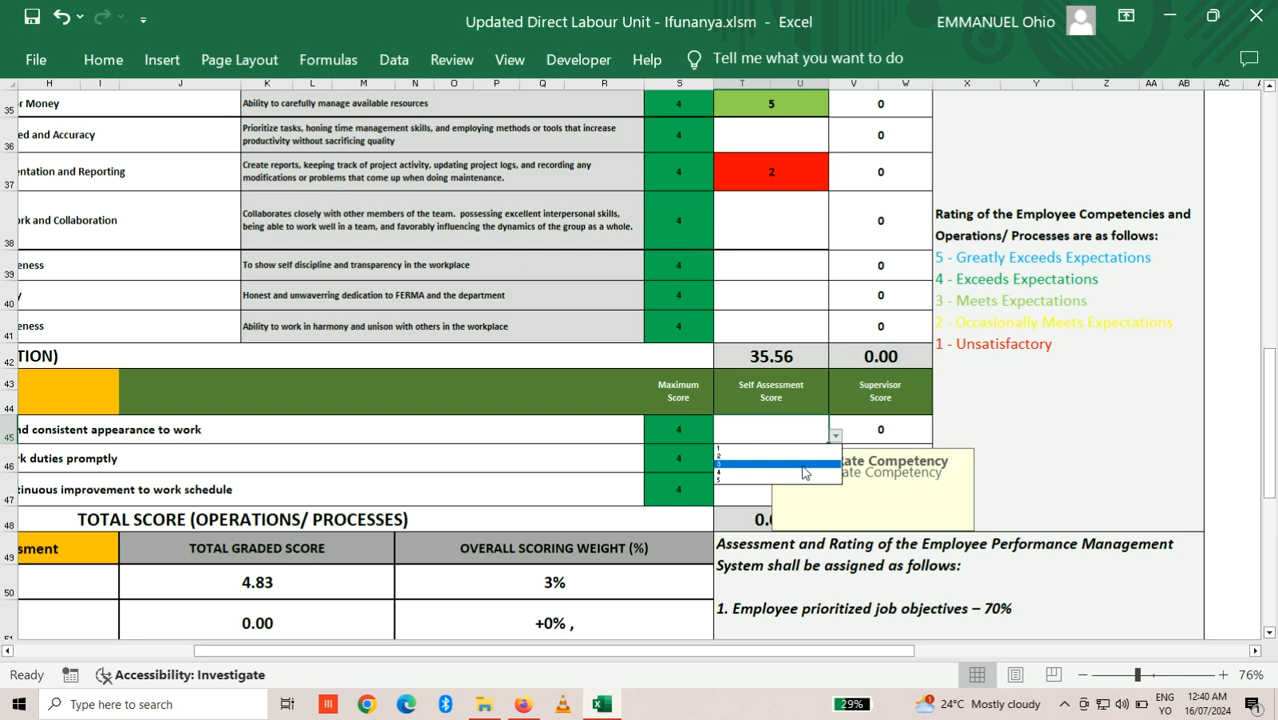 Updated Direct Labour Unit - Ifunanya.xlsm - Excel
EMMANUEL Ohio
File Home Insert Page Layout Formulas Data Review View Developer Help Tell me what you want to do
H I J K L M N O P Q R S T U V W X Y Z AA AB AC
35 or Money Ability to carefully manage available resources 4 5 0
36 ed and Accuracy Prioritize tasks, honing time management skills, and employing methods or tools that increase
productivity without sacrificing quality 4 0
37 entation and Reporting Create reports, keeping track of project activity, updating project logs, and recording any
modifications or problems that come up when doing maintenance. 4 2 0
38 ork and Collaboration Collaborates closely with other members of the team. possessing excellent interpersonal skills,
being able to work well in a team, and favorably influencing the dynamics of the group as a whole. 4 0
39 eness To show self discipline and transparency in the workplace 4 0
40 y Honest and unwaverring dedication to FERMA and the department 4 0
41 eness Ability to work in harmony and unison with others in the workplace 4 0
Rating of the Employee Competencies and
Operations/ Processes are as follows:
5 - Greatly Exceeds Expectations
4 - Exceeds Expectations
3 - Meets Expectations
2 - Occasionally Meets Expectations
1 - Unsatisfactory
42 TION) 35.56 0.00
43 Maximum Self Assessment Supervisor
44 Score Score Score
45 nd consistent appearance to work 4 0
1
2
3
4
5
Rate Competency
ate Competency
46 rk duties promptly 4
47 ntinuous improvement to work schedule 4
48 TOTAL SCORE (OPERATIONS/ PROCESSES) 0.0
49 sment TOTAL GRADED SCORE OVERALL SCORING WEIGHT (%)
50 4.83 3%
51 0.00 +0% ,
Assessment and Rating of the Employee Performance Management
System shall be assigned as follows:
1. Employee prioritized job objectives – 70%
Ready Accessibility: Investigate 76%
Type here to search 29% 24°C Mostly cloudy ENG 12:40 AM
YO 16/07/2024